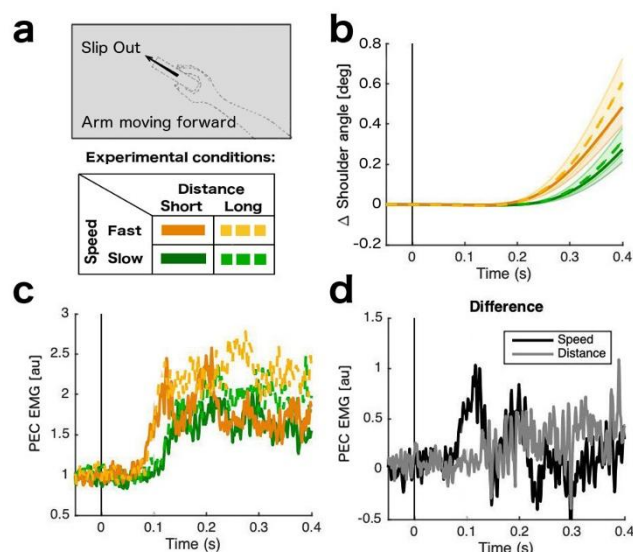 a
Slip Out
Arm moving forward
Experimental conditions:
Distance
Short Long
Speed
Fast
Slow
b
Δ Shoulder angle [deg]
0.8
0.6
0.4
0.2
0
-0.2
0 0.1 0.2 0.3 0.4
Time (s)
c
PEC EMG [au]
3
2.5
2
1.5
1
0.5
0 0.1 0.2 0.3 0.4
Time (s)
d
Difference
Speed
Distance
PEC EMG [au]
1.5
1
0.5
0
-0.5
0 0.1 0.2 0.3 0.4
Time (s)